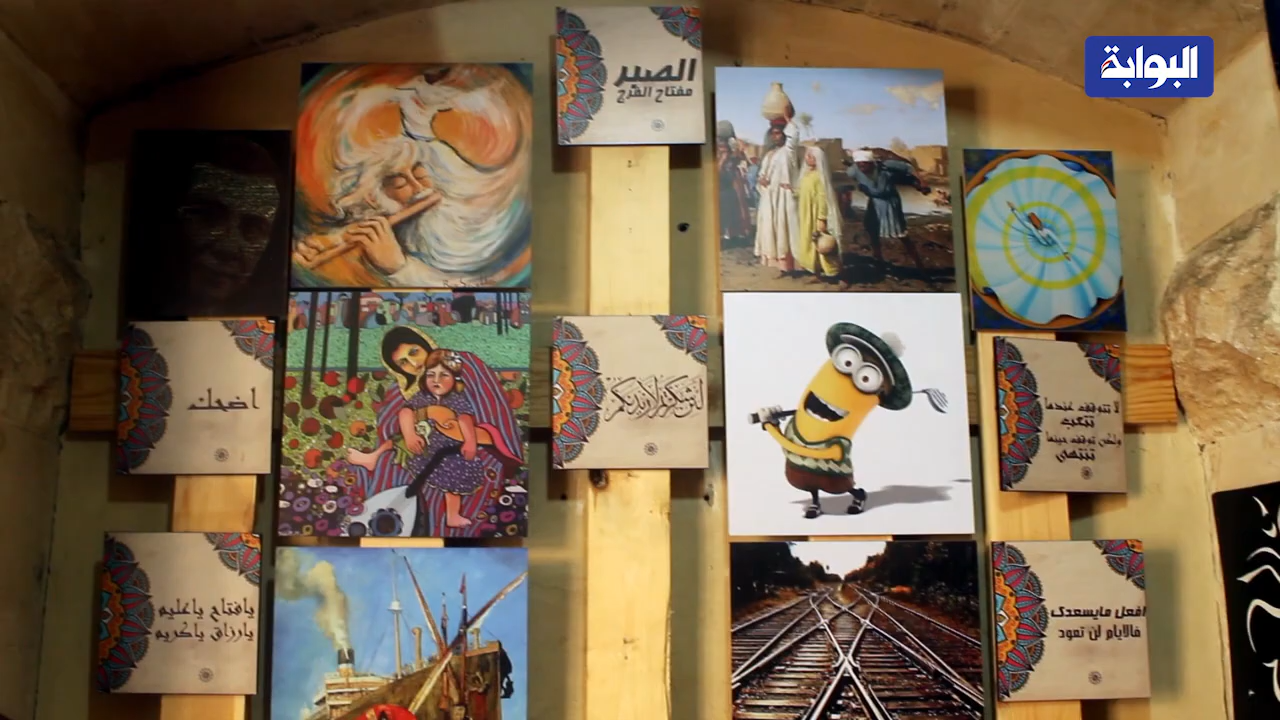 البوابة
الصبر
مفتاح الفرج
اضحك
لئن شكرتم لأزيدنكم
لا تتوقف عندما
تتعب
ولكن توقف حينما
تنتهي
يافتاح ياعليم
يارزاق ياكريم
افعل مايسعدك
فالايام لن تعود